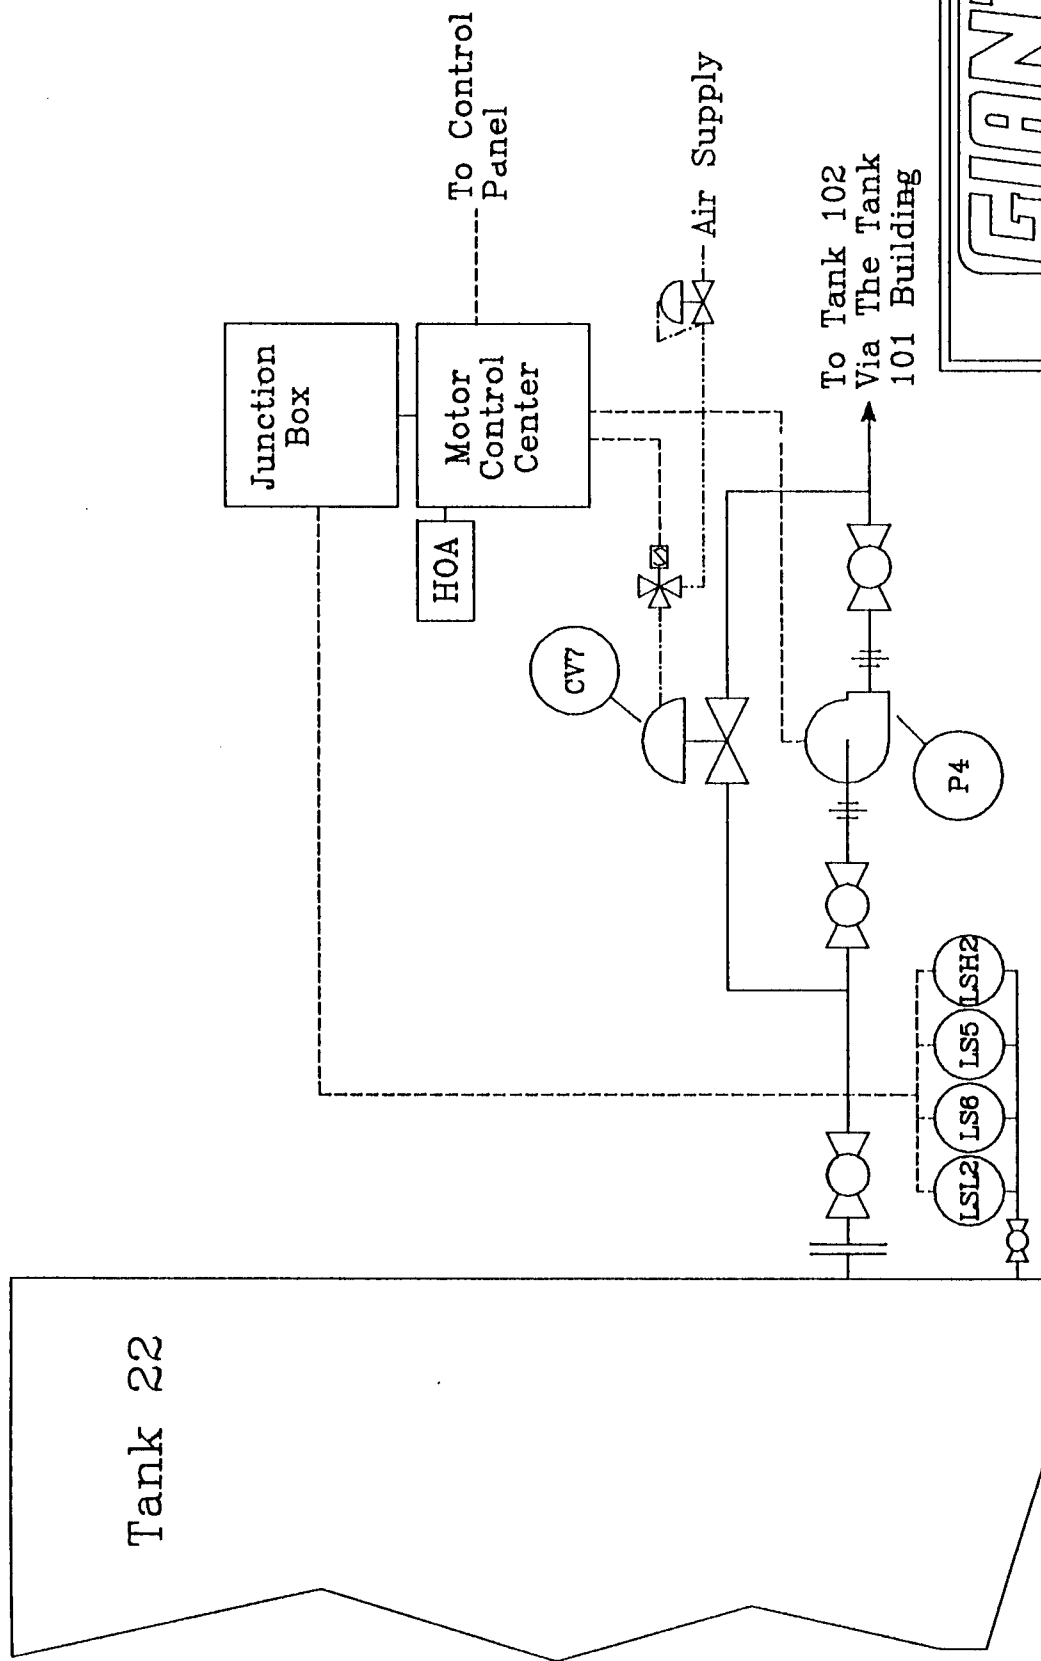 Tank 22
Junction
Box
HOA
Motor
Control
Center
To Control
Panel
CV7
Air Supply
P4
To Tank 102
Via The Tank
101 Building
LSL2
LS6
LS5
LSH2